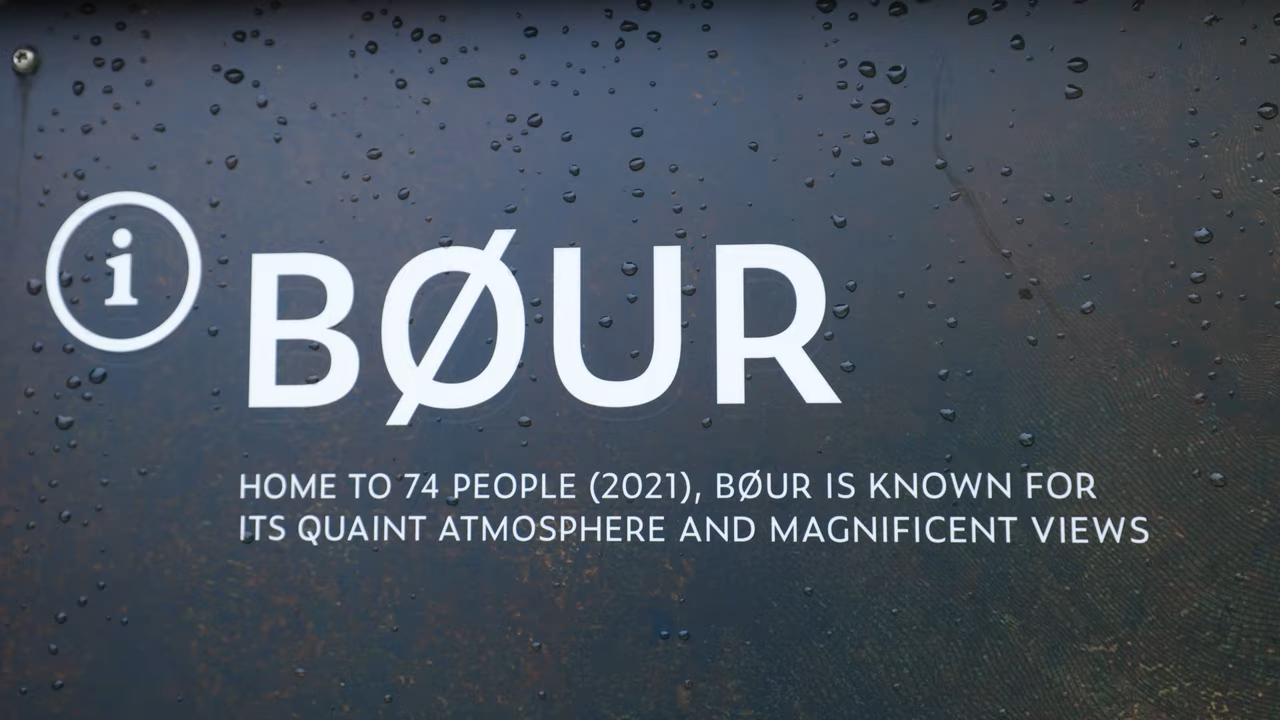 i BØUR
HOME TO 74 PEOPLE (2021), BØUR IS KNOWN FOR
ITS QUAINT ATMOSPHERE AND MAGNIFICENT VIEWS